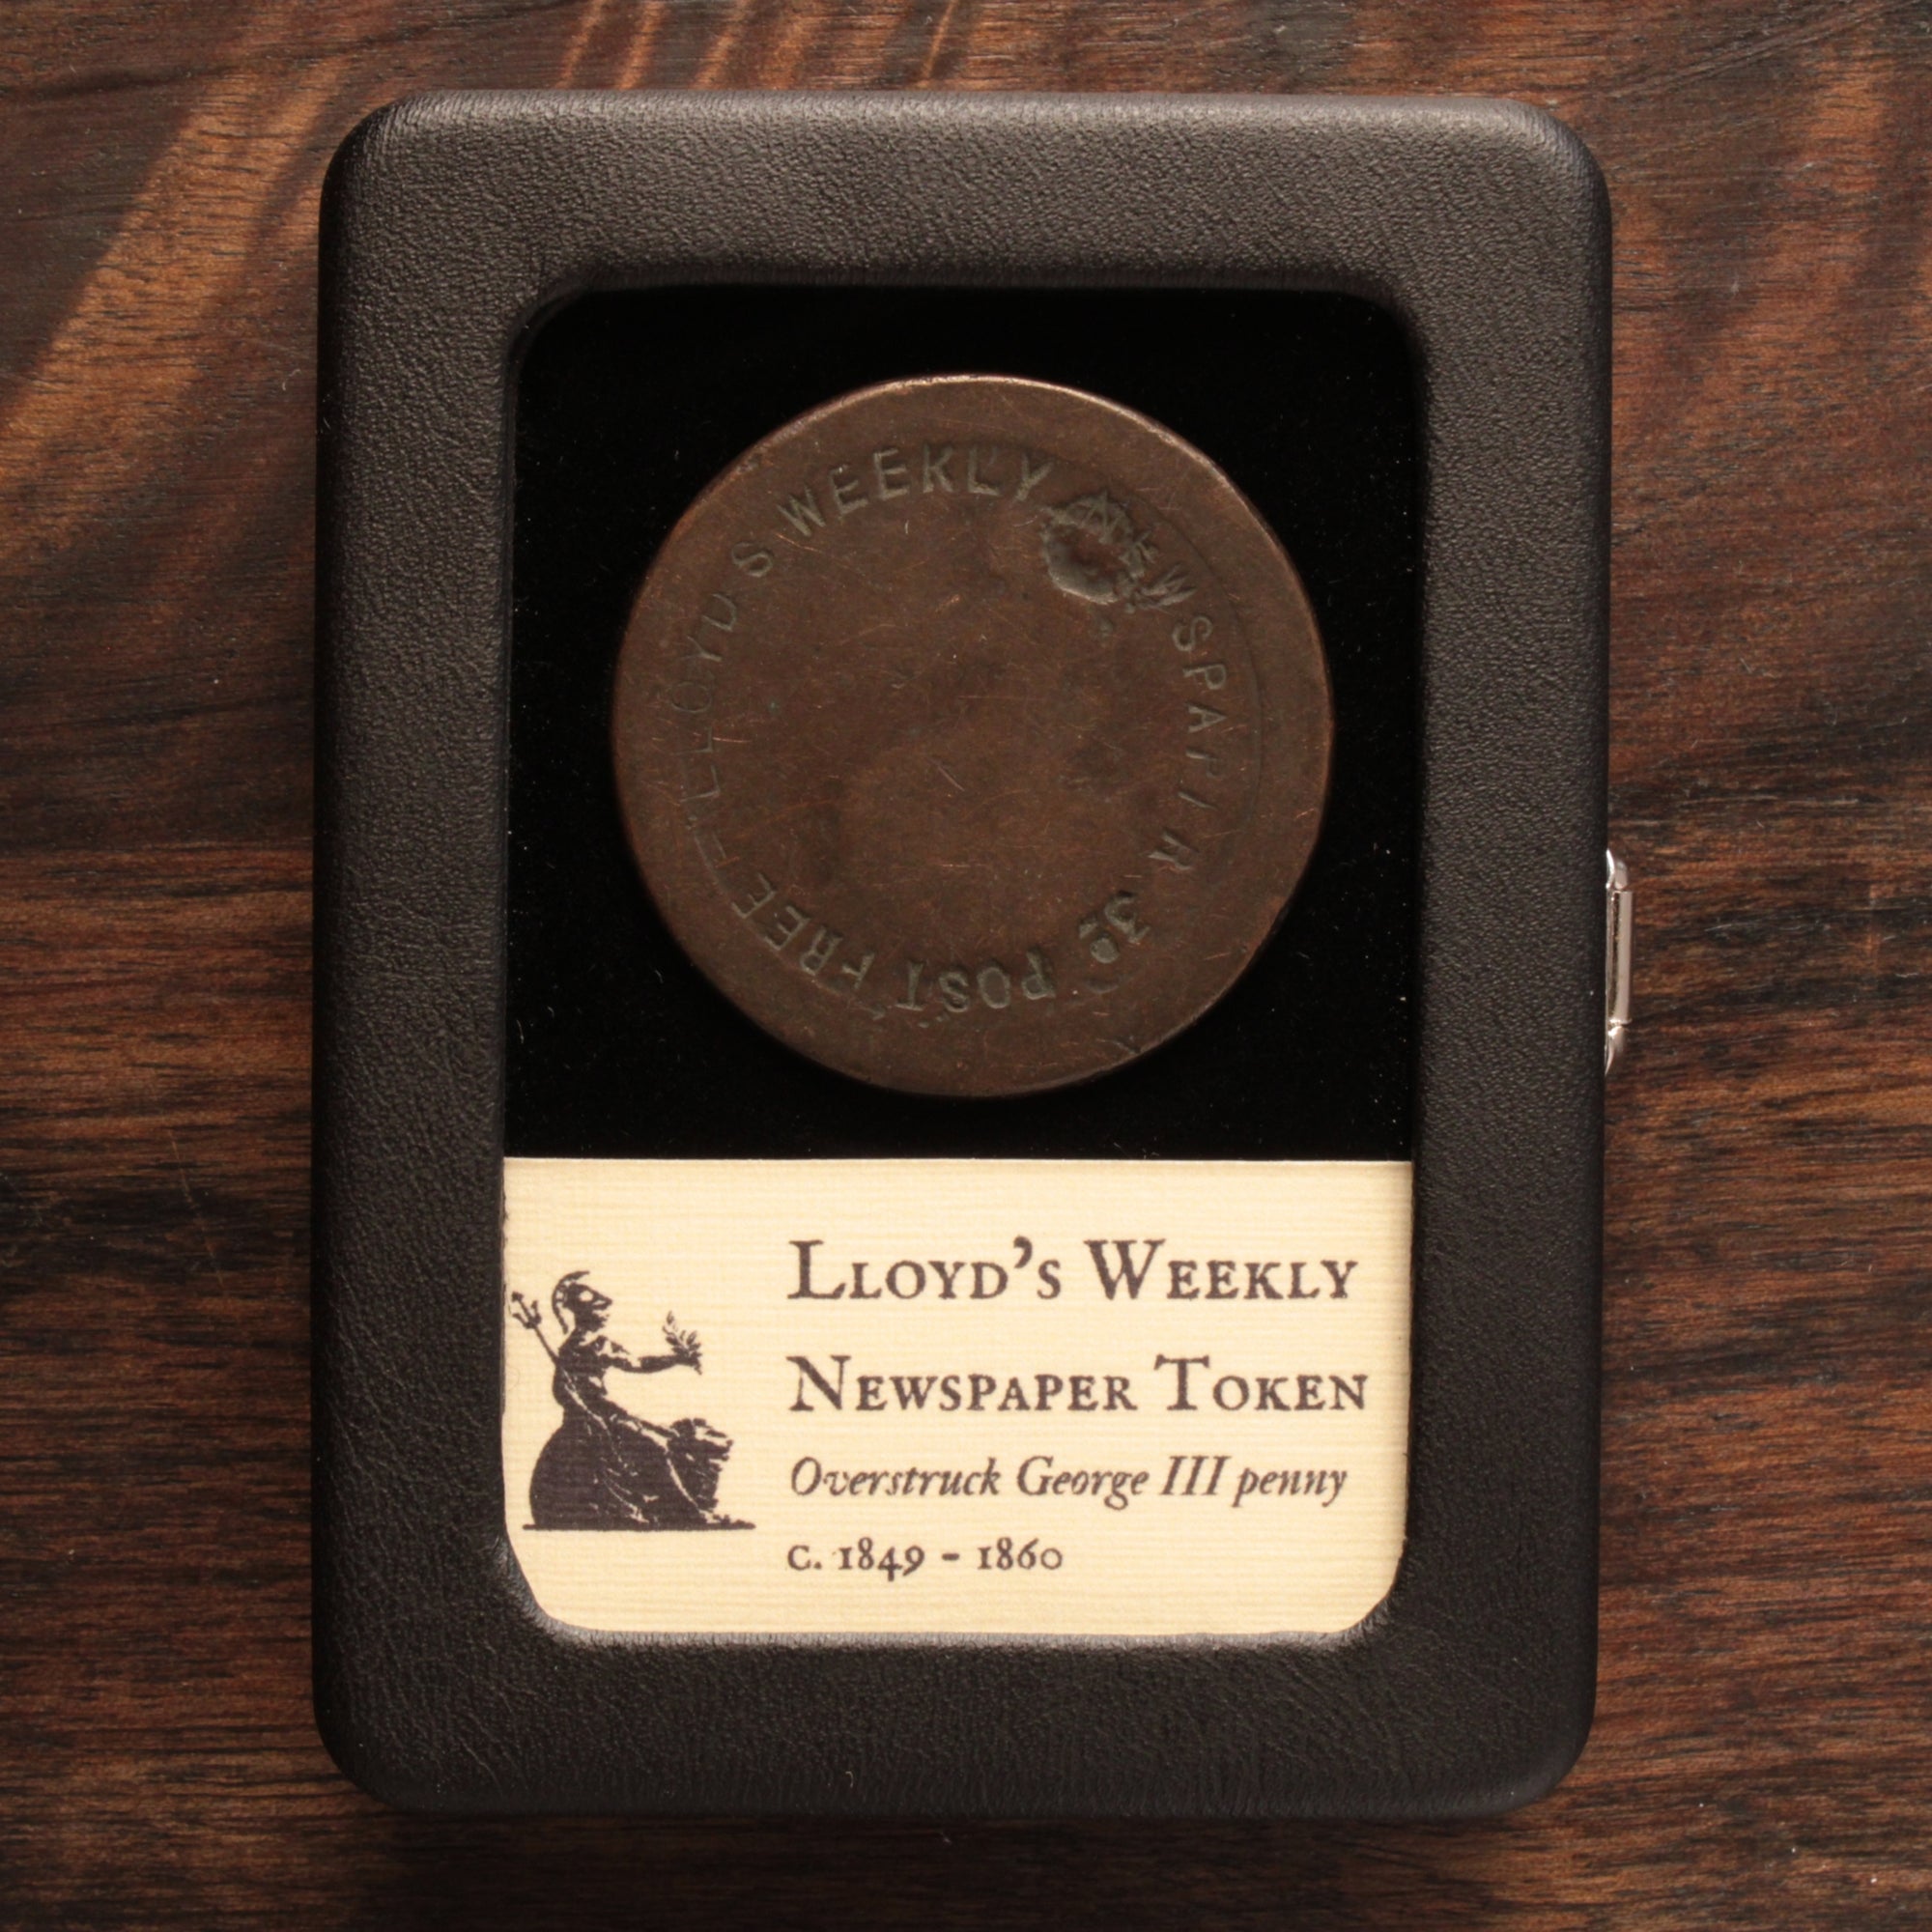 LLOYD'S WEEKLY NEWSPAPER 3D POST FREE
LLOYD'S WEEKLY
NEWSPAPER TOKEN
Overstruck George III penny
c. 1849 - 1860